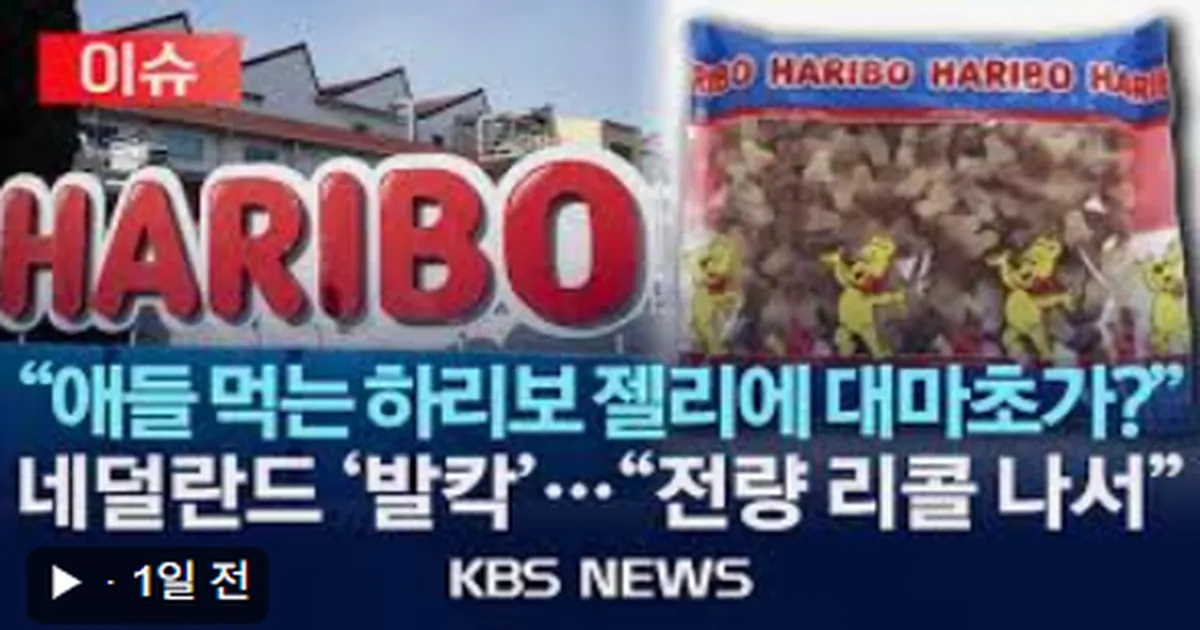 이슈
HARIBO
RIBO HARIBO HARIBO HARIB
“애들 먹는 하리보 젤리에 대마초가?”
네덜란드 ‘발칵’…“전량 리콜 나서”
KBS NEWS
▶ · 1일 전